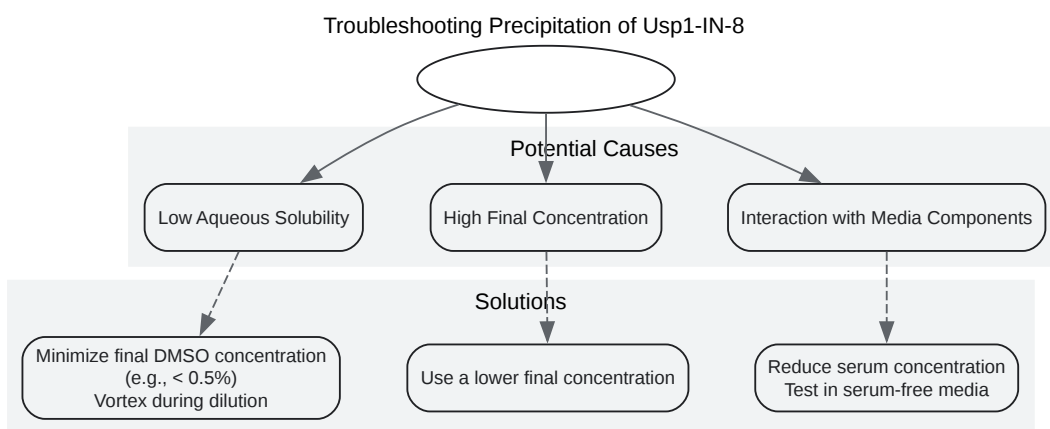 Troubleshooting Precipitation of Usp1-IN-8
Potential Causes
Low Aqueous Solubility
High Final Concentration
Interaction with Media Components
Solutions
Minimize final DMSO concentration
(e.g., < 0.5%)
Vortex during dilution
Use a lower final concentration
Reduce serum concentration
Test in serum-free media